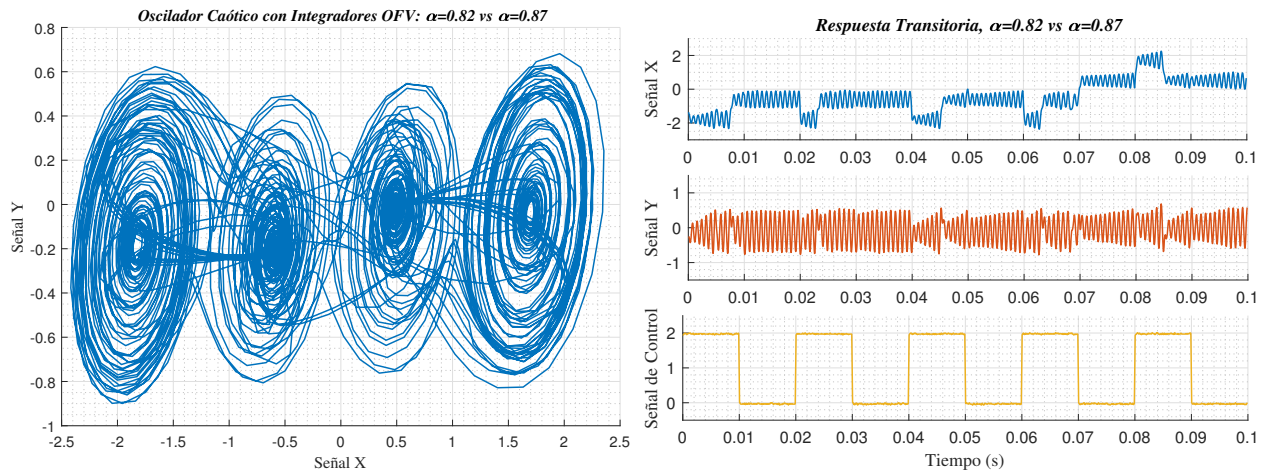 Oscilador Caótico con Integradores OFV: α=0.82 vs α=0.87
0.8
0.6
0.4
0.2
0
-0.2
-0.4
-0.6
-0.8
-1
Señal Y
-2.5 -2 -1.5 -1 -0.5 0 0.5 1 1.5 2 2.5
Señal X
Respuesta Transitoria, α=0.82 vs α=0.87
Señal X
2
0
-2
0 0.01 0.02 0.03 0.04 0.05 0.06 0.07 0.08 0.09 0.1
Señal Y
1
0
-1
0 0.01 0.02 0.03 0.04 0.05 0.06 0.07 0.08 0.09 0.1
Señal de Control
2
1
0
0 0.01 0.02 0.03 0.04 0.05 0.06 0.07 0.08 0.09 0.1
Tiempo (s)